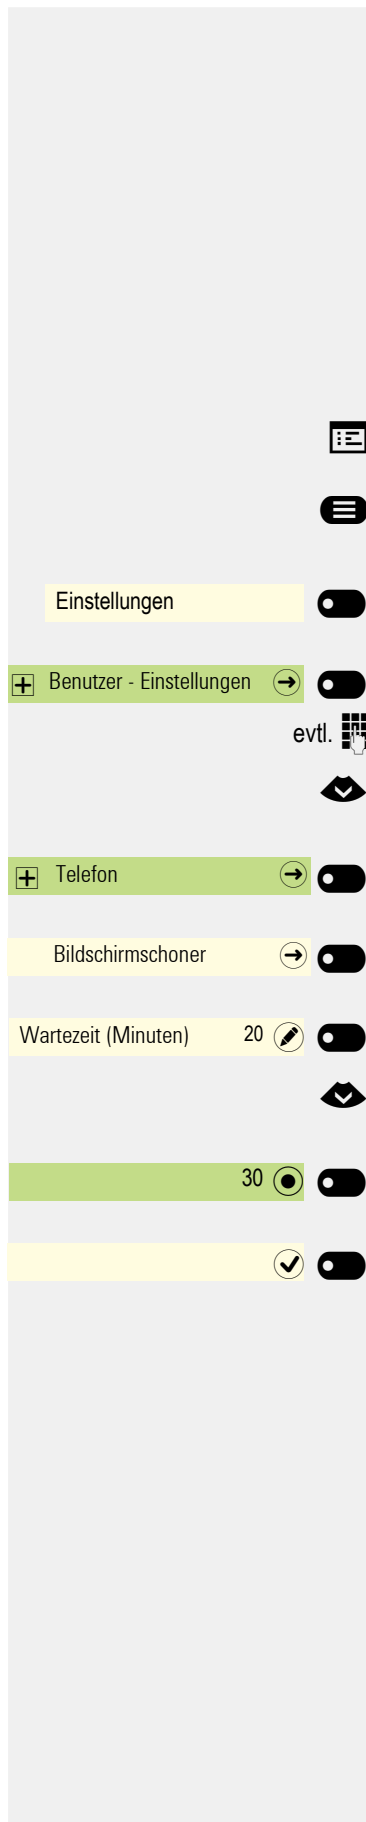 Einstellungen
Benutzer - Einstellungen
evtl.
Telefon
Bildschirmschoner
Wartezeit (Minuten) 20
30